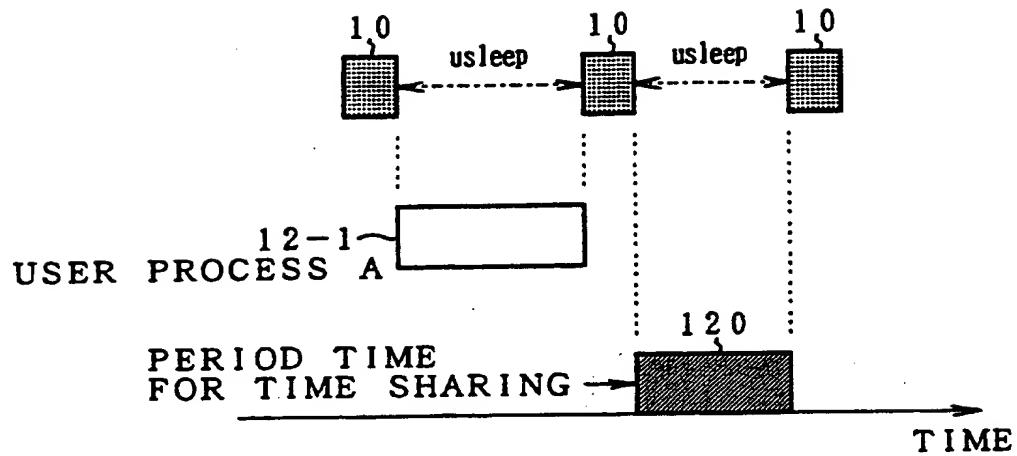 10 10 10
usleep usleep
12-1
USER PROCESS A
120
PERIOD TIME
FOR TIME SHARING
TIME